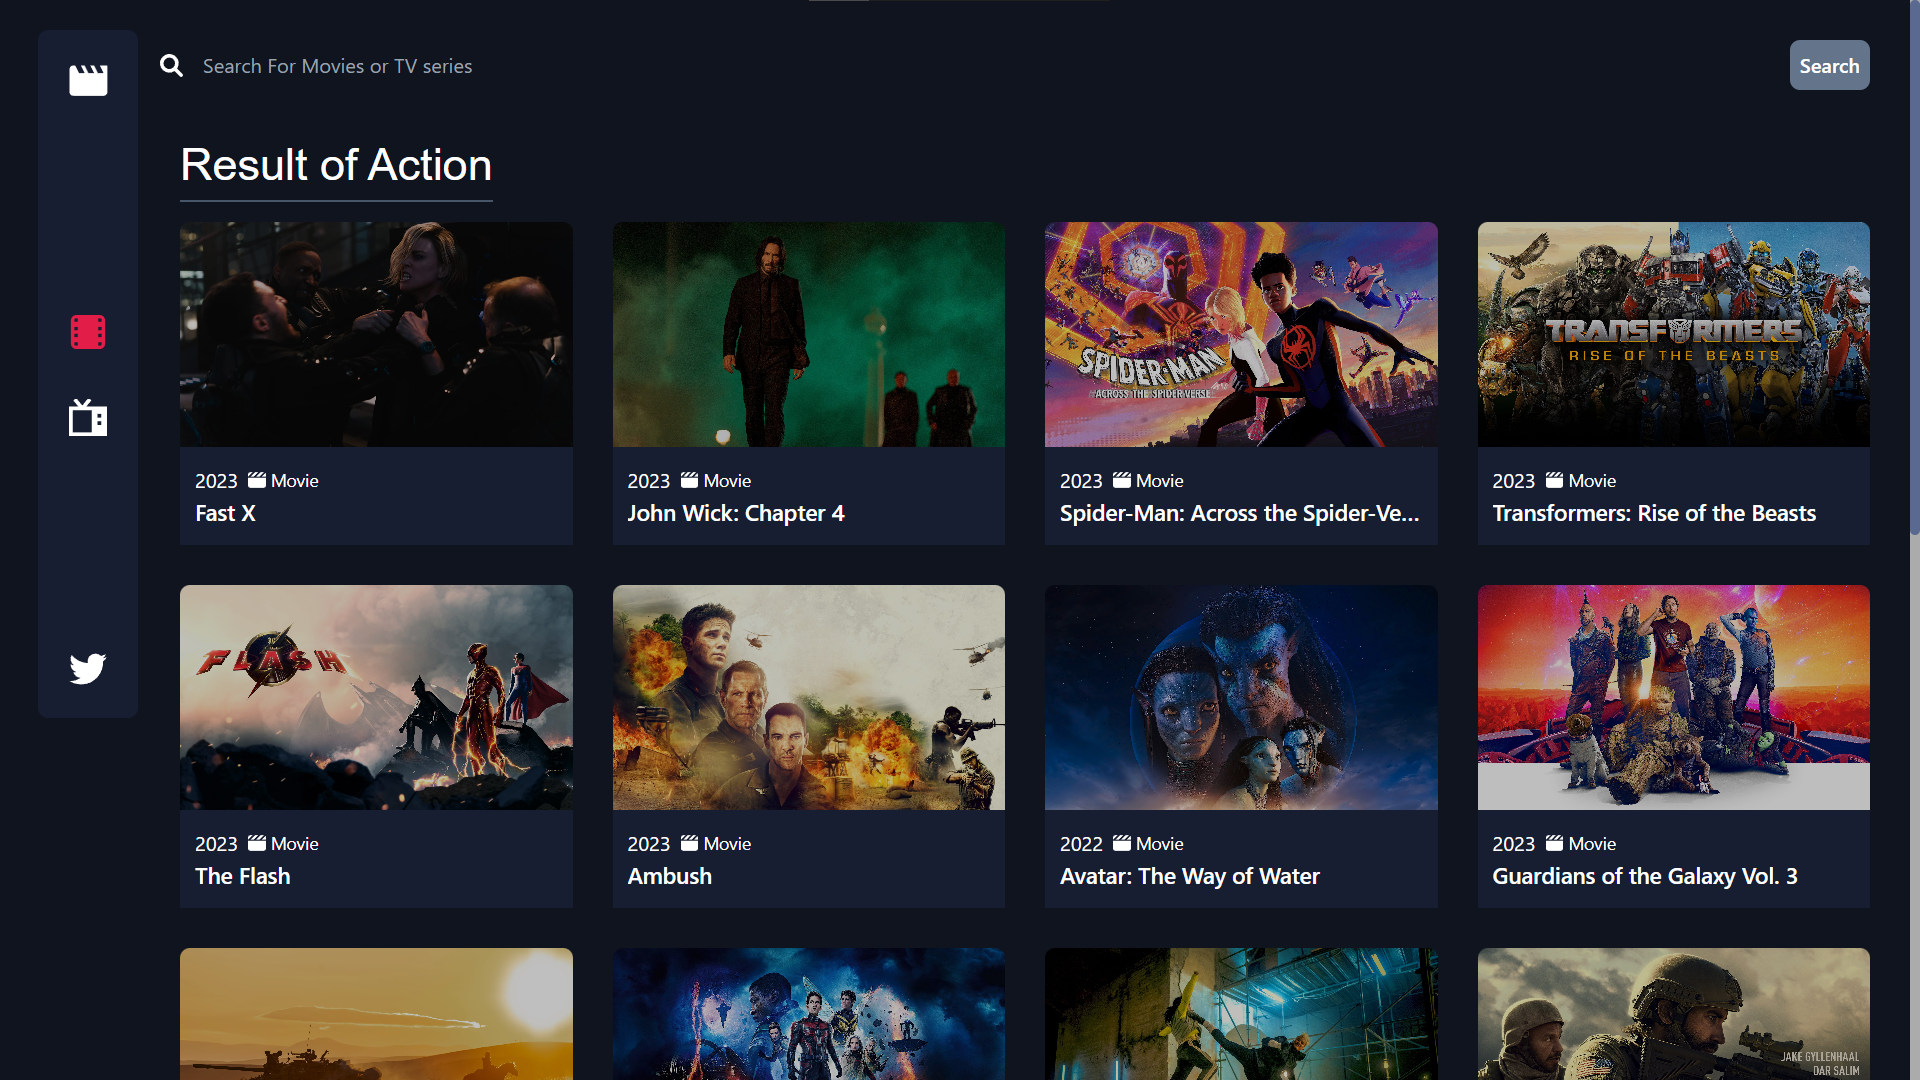 Search For Movies or TV series
Search
Result of Action
SPIDER-MAN
ACROSS THE SPIDER-VERSE
TRANSFORMERS
RISE OF THE BEASTS
2023 Movie
Fast X
2023 Movie
John Wick: Chapter 4
2023 Movie
Spider-Man: Across the Spider-Ve...
2023 Movie
Transformers: Rise of the Beasts
FLASH
2023 Movie
The Flash
2023 Movie
Ambush
2022 Movie
Avatar: The Way of Water
2023 Movie
Guardians of the Galaxy Vol. 3
JAKE GYLLENHAAL
DAR SALIM